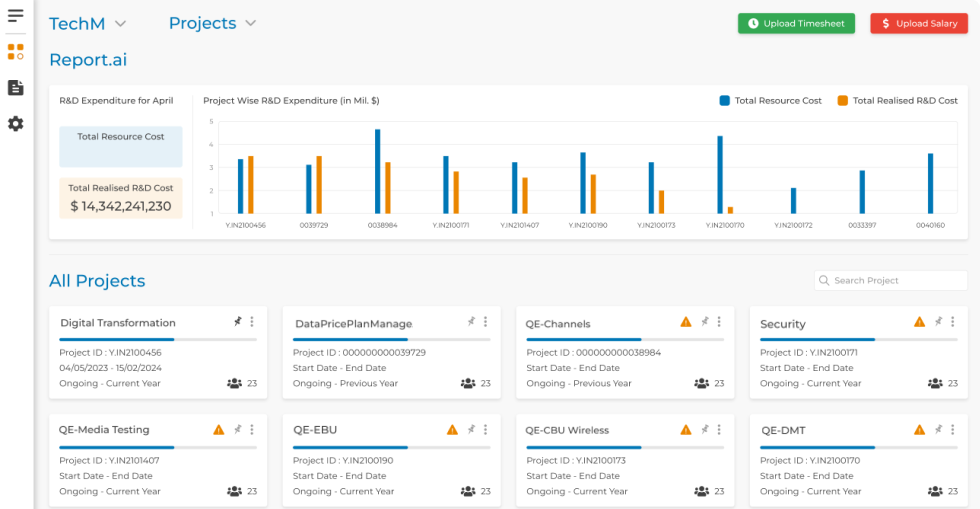 TechM
Projects
Upload Timesheet
$ Upload Salary
Report.ai
R&D Expenditure for April
Project Wise R&D Expenditure (in Mil. $)
Total Resource Cost
Total Realised R&D Cost
Total Resource Cost
Total Realised R&D Cost
$ 14,342,241,230
5
4
3
2
1
Y.IN2100456
0039729
0038984
Y.IN2100171
Y.IN2101407
Y.IN2100190
Y.IN2100173
Y.IN2100170
Y.IN2100172
0033397
0040160
All Projects
Search Project
Digital Transformation
Project ID : Y.IN2100456
04/05/2023 - 15/02/2024
Ongoing - Current Year
23
DataPricePlanManage
Project ID : 000000000039729
Start Date - End Date
Ongoing - Previous Year
23
QE-Channels
Project ID : 000000000038984
Start Date - End Date
Ongoing - Previous Year
23
Security
Project ID : Y.IN2100171
Start Date - End Date
Ongoing - Current Year
23
QE-Media Testing
Project ID : Y.IN2101407
Start Date - End Date
Ongoing - Current Year
23
QE-EBU
Project ID : Y.IN2100190
Start Date - End Date
Ongoing - Current Year
23
QE-CBU Wireless
Project ID : Y.IN2100173
Start Date - End Date
Ongoing - Current Year
23
QE-DMT
Project ID : Y.IN2100170
Start Date - End Date
Ongoing - Current Year
23